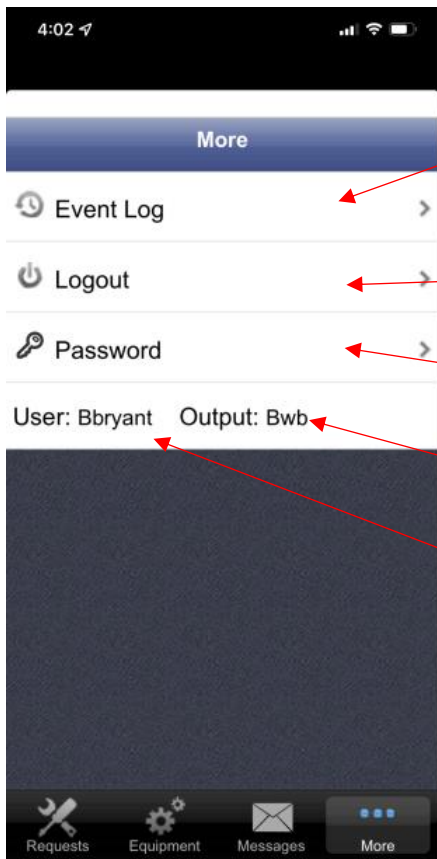 4:02
More
Event Log
Logout
Password
User: Bbryant Output: Bwb
Requests Equipment Messages More